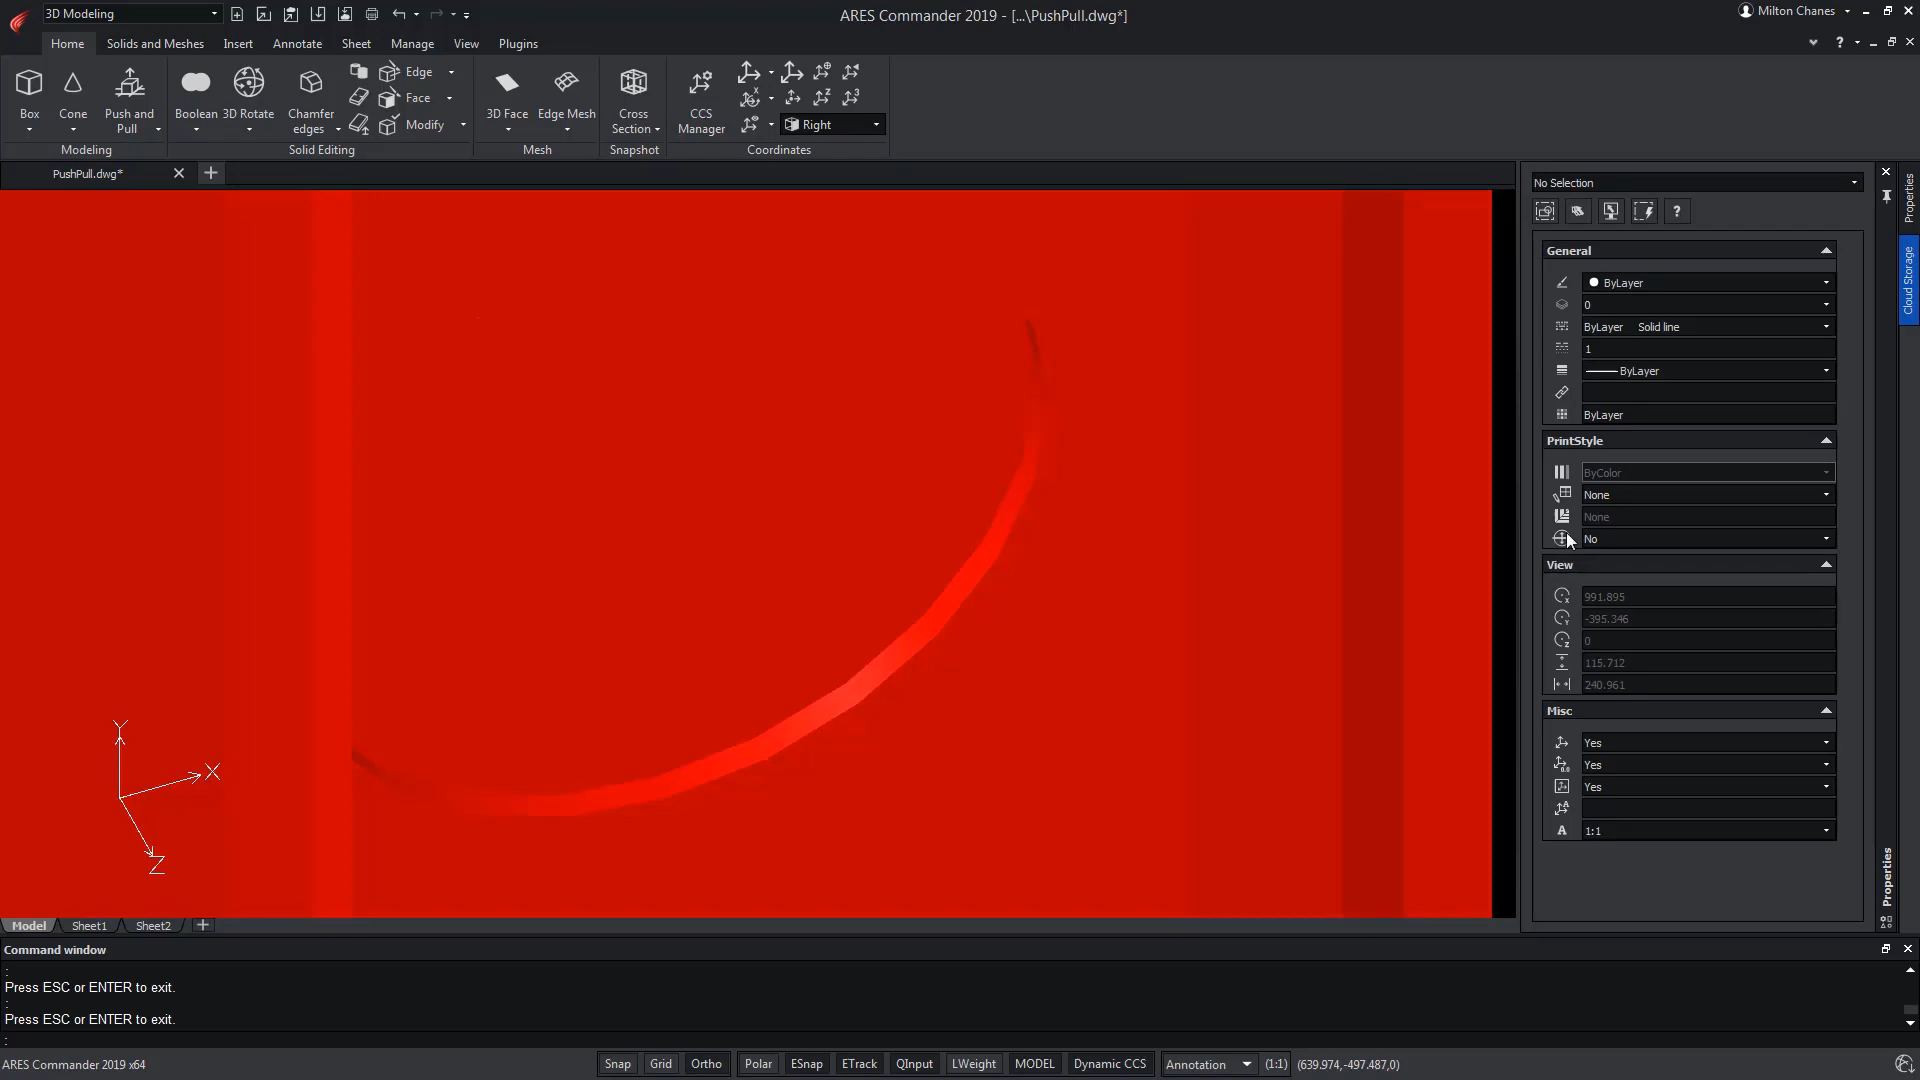 3D Modeling
ARES Commander 2019 - [...\PushPull.dwg*]
Milton Chanes
Home
Solids and Meshes
Insert
Annotate
Sheet
Manage
View
Plugins
?
Box
Cone
Push and
Pull
Boolean
3D Rotate
Chamfer
edges
Edge
Face
Modify
3D Face
Edge Mesh
Cross
Section
CCS
Manager
Right
Modeling
Solid Editing
Mesh
Snapshot
Coordinates
PushPull.dwg*
No Selection
?
General
ByLayer
0
ByLayer Solid line
1
ByLayer
ByLayer
PrintStyle
ByColor
None
None
No
View
991.895
-395.346
0
115.712
240.961
Misc
Yes
Yes
Yes
1:1
Properties
Cloud Storage
Properties
Y
X
Z
Model
Sheet1
Sheet2
Command window
:
Press ESC or ENTER to exit.
:
Press ESC or ENTER to exit.
:
ARES Commander 2019 x64
Snap
Grid
Ortho
Polar
ESnap
ETrack
QInput
LWeight
MODEL
Dynamic CCS
Annotation
(1:1)
(639.974,-497.487,0)